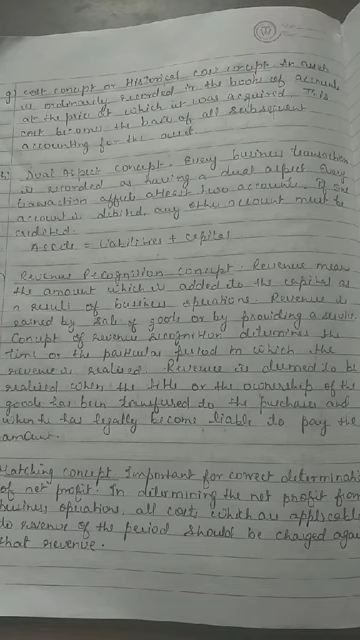 g) Cost concept or Historical cost concept. An asset
is ordinarily recorded in the books of accounts
at the price at which it was acquired. This
cost become the basis of all subsequent
accounting for the asset.
Dual Aspect Concept. Every business transaction
is recorded as having a dual aspect. Every
transaction affects atleast two accounts. If one
account is debited, any other account must be
credited.
Assets = Liabilities + Capital
Revenue Recognition Concept. Revenue mean
the amount which is added to the capital as
a result of business operations. Revenue is
earned by sale of goods or by providing a service.
Concept of revenue recognition determines the
time or the particular period in which the
revenue is realised. Revenue is deemed to be
realised when the title or the ownership of the
goods has been transfered to the purchaser and
when he has legally become liable to pay the
amount.
Matching concept. Important for correct determinati
of net profit. In determining the net profit from
business operations, all costs which are applicable
to revenue of the period should be charged again
that revenue.